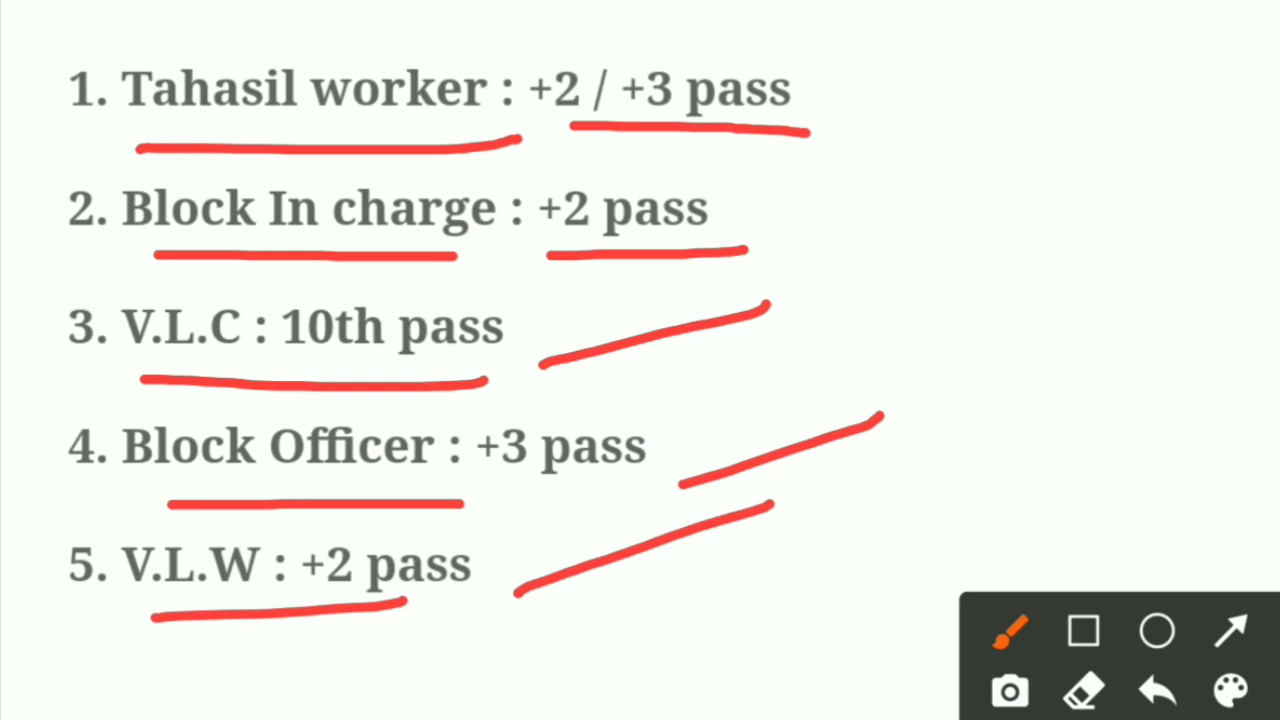 1. Tahasil worker : +2 / +3 pass
2. Block In charge : +2 pass
3. V.L.C : 10th pass
4. Block Officer : +3 pass
5. V.L.W : +2 pass